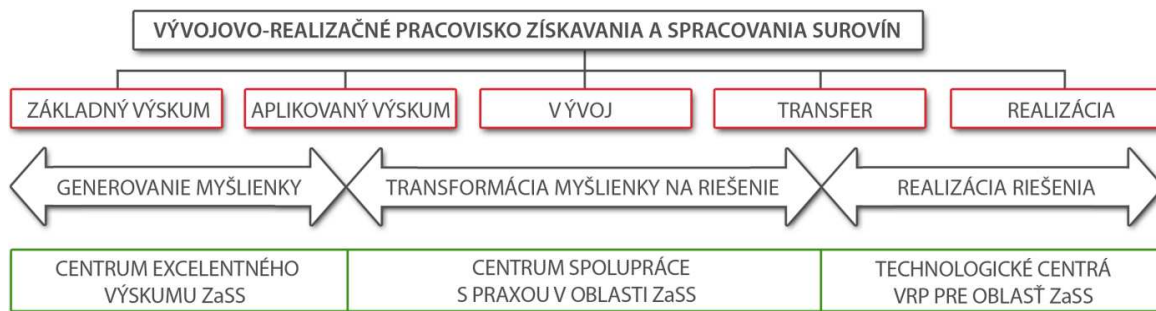 VÝVOJOVO-REALIZAČNÉ PRACOVISKO ZÍSKAVANIA A SPRACOVANIA SUROVÍN
ZÁKLADNÝ VÝSKUM
APLIKOVANÝ VÝSKUM
VÝVOJ
TRANSFER
REALIZÁCIA
GENEROVANIE MYŠLIENKY
TRANSFORMÁCIA MYŠLIENKY NA RIEŠENIE
REALIZÁCIA RIEŠENIA
CENTRUM EXCELENTNÉHO
VÝSKUMU ZaSS
CENTRUM SPOLUPRÁCE
S PRAXOU V OBLASTI ZaSS
TECHNOLOGICKÉ CENTRÁ
VRP PRE OBLASŤ ZaSS